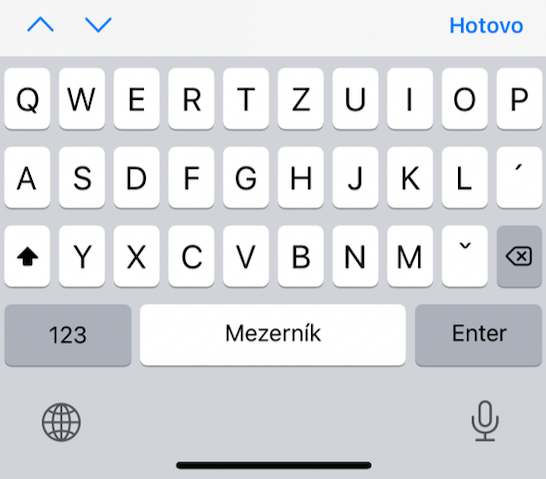 Hotovo
Q W E R T Z U I O P
A S D F G H J K L ´
Y X C V B N M ˇ
123 Mezerník Enter